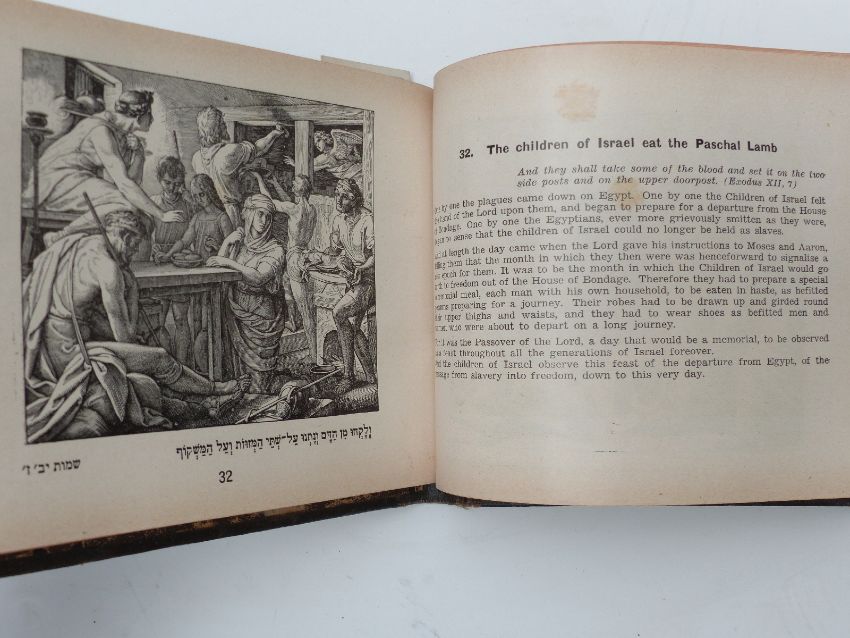 וְלָקְחוּ מִן הַדָּם וְנָתְנוּ עַל־שְׁתֵּי הַמְּזוּזֹת וְעַל הַמַּשְׁקוֹף
שמות יב׳ ז׳
32
32. The children of Israel eat the Paschal Lamb
And they shall take some of the blood and set it on the two
side posts and on the upper doorpost. (Exodus XII, 7)
by one the plagues came down on Egypt. One by one the Children of Israel felt
of the Lord upon them, and began to prepare for a departure from the House
Bondage. One by one the Egyptians, ever more grievously smitten as they were,
to sense that the children of Israel could no longer be held as slaves.
length the day came when the Lord gave his instructions to Moses and Aaron,
them that the month in which they then were was henceforward to signalise a
epoch for them. It was to be the month in which the Children of Israel would go
to freedom out of the House of Bondage. Therefore they had to prepare a special
meal, each man with his own household, to be eaten in haste, as befitted
preparing for a journey. Their robes had to be drawn up and girded round
upper thighs and waists, and they had to wear shoes as befitted men and
who were about to depart on a long journey.
it was the Passover of the Lord, a day that would be a memorial, to be observed
throughout all the generations of Israel foreover.
the children of Israel observe this feast of the departure from Egypt, of the
from slavery into freedom, down to this very day.